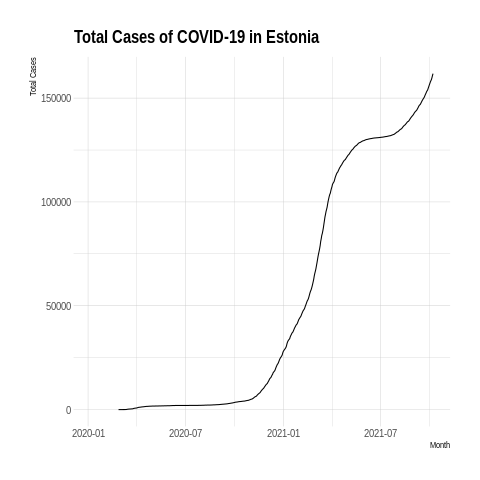 Total Cases of COVID-19 in Estonia
Total Cases
150000
100000
50000
0
2020-01 2020-07 2021-01 2021-07
Month